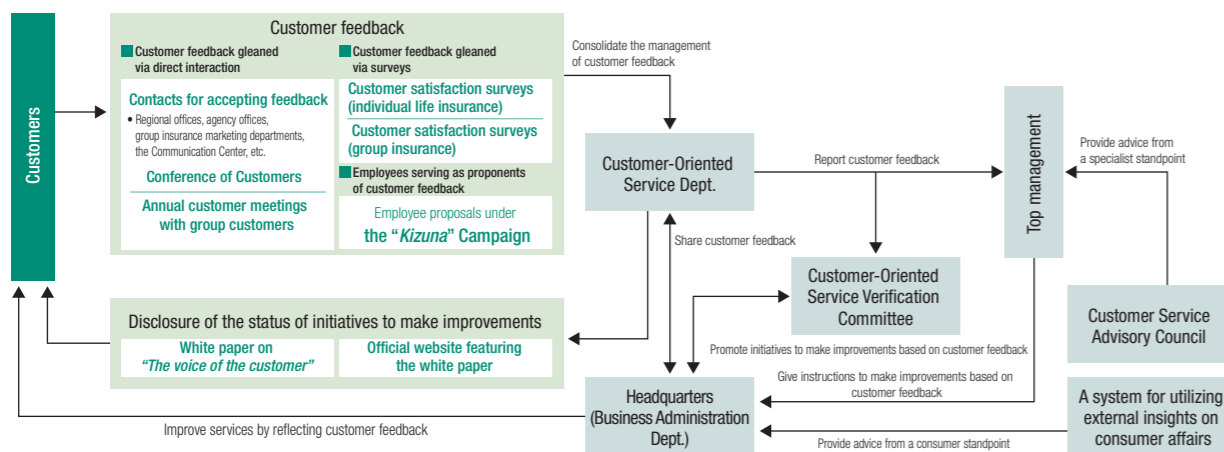 Customers
Customer feedback
Customer feedback gleaned
via direct interaction
Contacts for accepting feedback
• Regional offices, agency offices,
group insurance marketing departments,
the Communication Center, etc.
Conference of Customers
Annual customer meetings
with group customers
Customer feedback gleaned
via surveys
Customer satisfaction surveys
(individual life insurance)
Customer satisfaction surveys
(group insurance)
Employees serving as proponents
of customer feedback
Employee proposals under
the “Kizuna” Campaign
Consolidate the management
of customer feedback
Customer-Oriented
Service Dept.
Report customer feedback
Top management
Provide advice from
a specialist standpoint
Share customer feedback
Customer-Oriented
Service Verification
Committee
Customer Service
Advisory Council
Disclosure of the status of initiatives to make improvements
White paper on
“The voice of the customer”
Official website featuring
the white paper
Promote initiatives to make improvements based on customer feedback
Give instructions to make improvements based on
customer feedback
Headquarters
(Business Administration
Dept.)
A system for utilizing
external insights on
consumer affairs
Improve services by reflecting customer feedback
Provide advice from a consumer standpoint